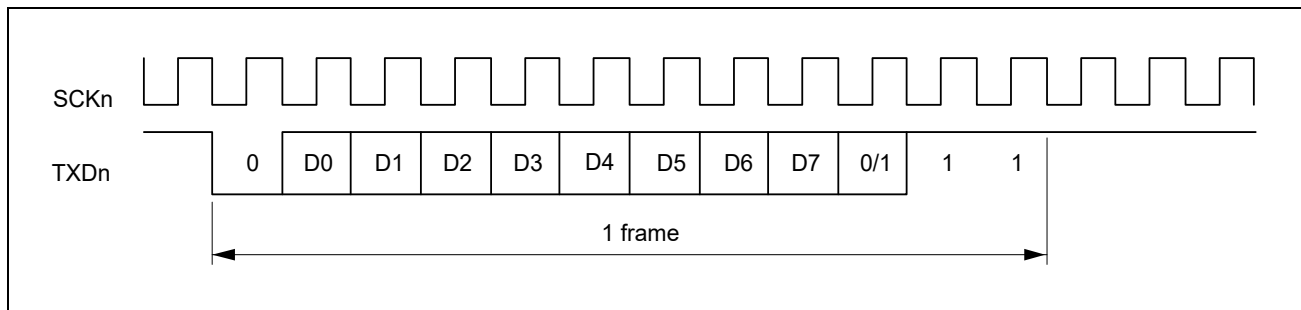 SCKn
TXDn
0 D0 D1 D2 D3 D4 D5 D6 D7 0/1 1 1
1 frame